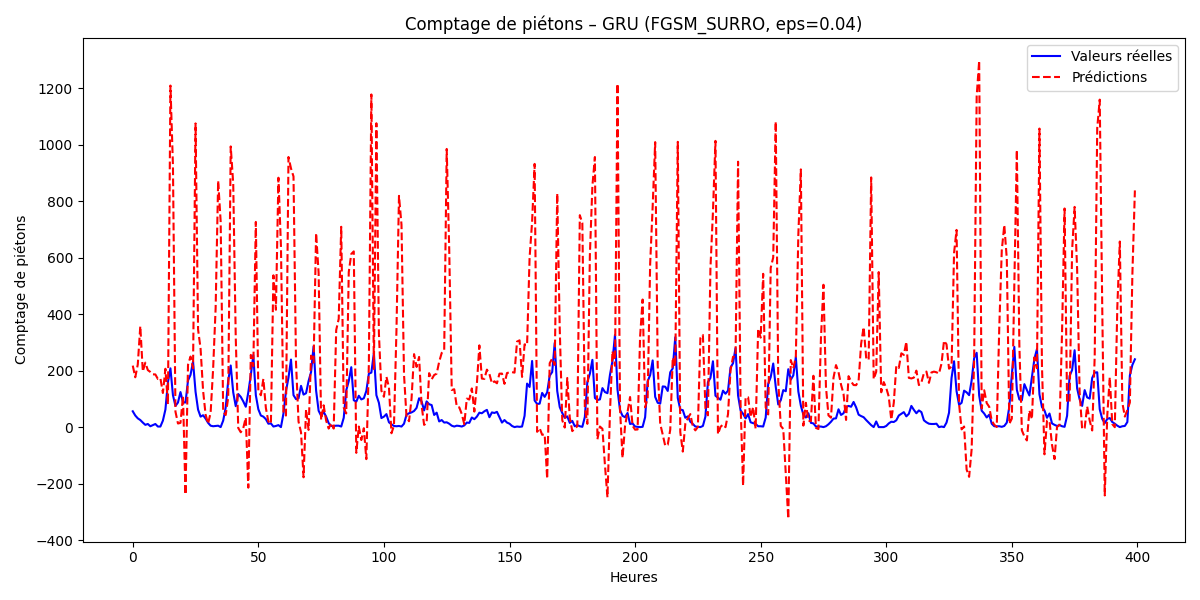 Comptage de piétons – GRU (FGSM_SURRO, eps=0.04)
Valeurs réelles
Prédictions
Comptage de piétons
1200
1000
800
600
400
200
0
−200
−400
0 50 100 150 200 250 300 350 400
Heures